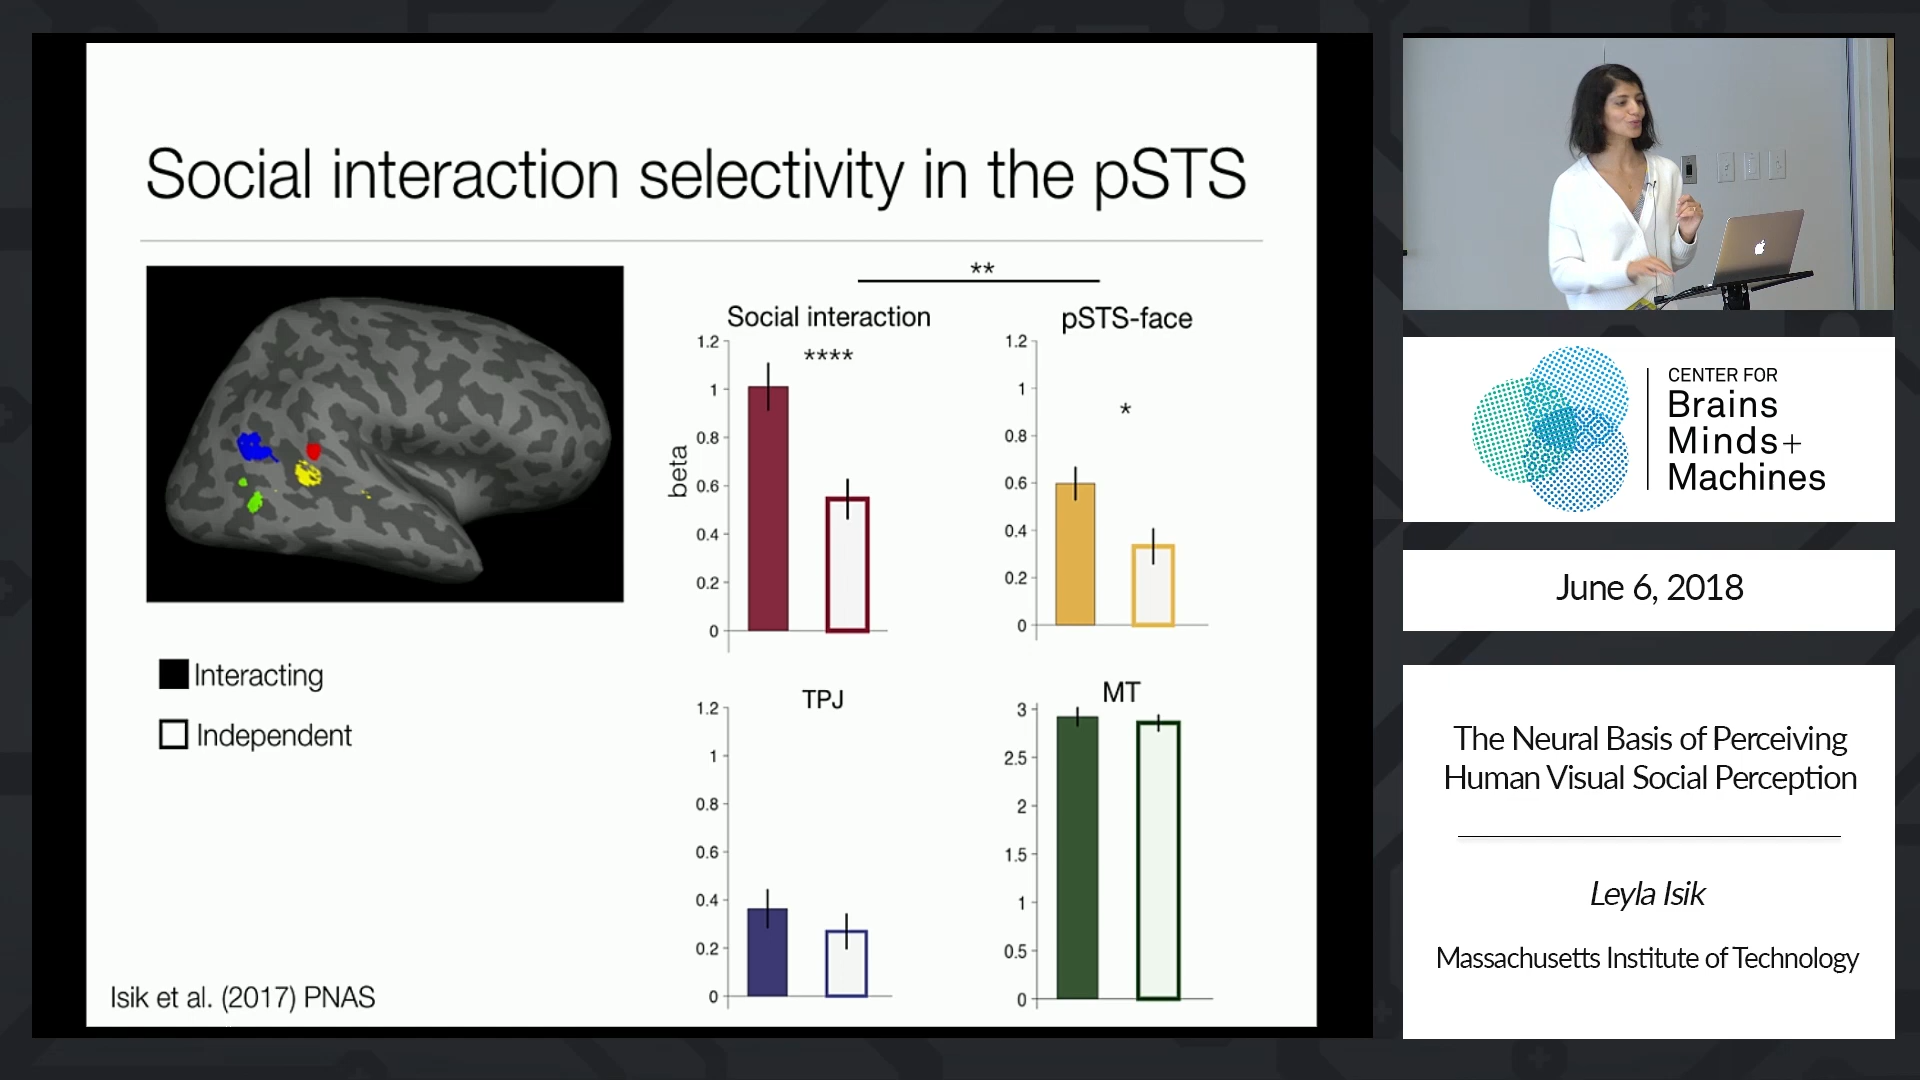 Social interaction selectivity in the pSTS
**
Social interaction
****
1.2
1
0.8
0.6
0.4
0.2
0
beta
pSTS-face
*
1.2
1
0.8
0.6
0.4
0.2
0
Interacting
Independent
TPJ
1.2
1
0.8
0.6
0.4
0.2
0
MT
3
2.5
2
1.5
1
0.5
0
Isik et al. (2017) PNAS
CENTER FOR
Brains
Minds+
Machines
June 6, 2018
The Neural Basis of Perceiving
Human Visual Social Perception
Leyla Isik
Massachusetts Institute of Technology